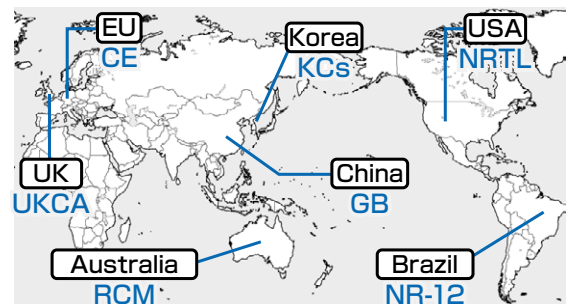 EU
CE
Korea
KCs
USA
NRTL
UK
UKCA
China
GB
Australia
RCM
Brazil
NR-12